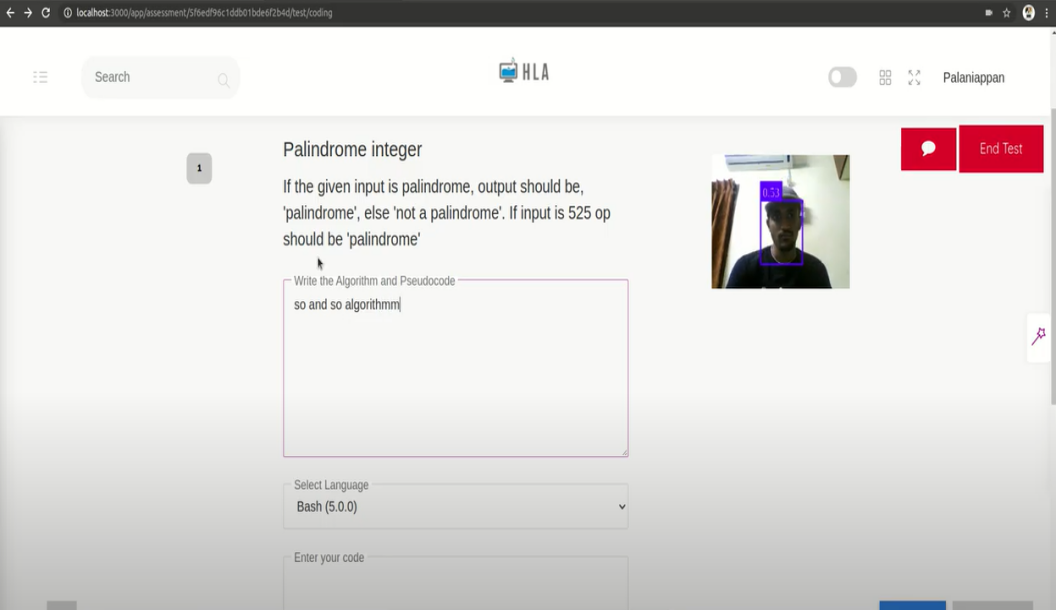 localhost:3000/app/assessment/5f6edf96c1ddb01bde6f2b4d/test/coding
Search
HLA
Palaniappan
1
Palindrome integer
End Test
If the given input is palindrome, output should be,
'palindrome', else 'not a palindrome'. If input is 525 op
should be 'palindrome'
0.53
Write the Algorithm and Pseudocode
so and so algorithmm
Select Language
Bash (5.0.0)
Enter your code